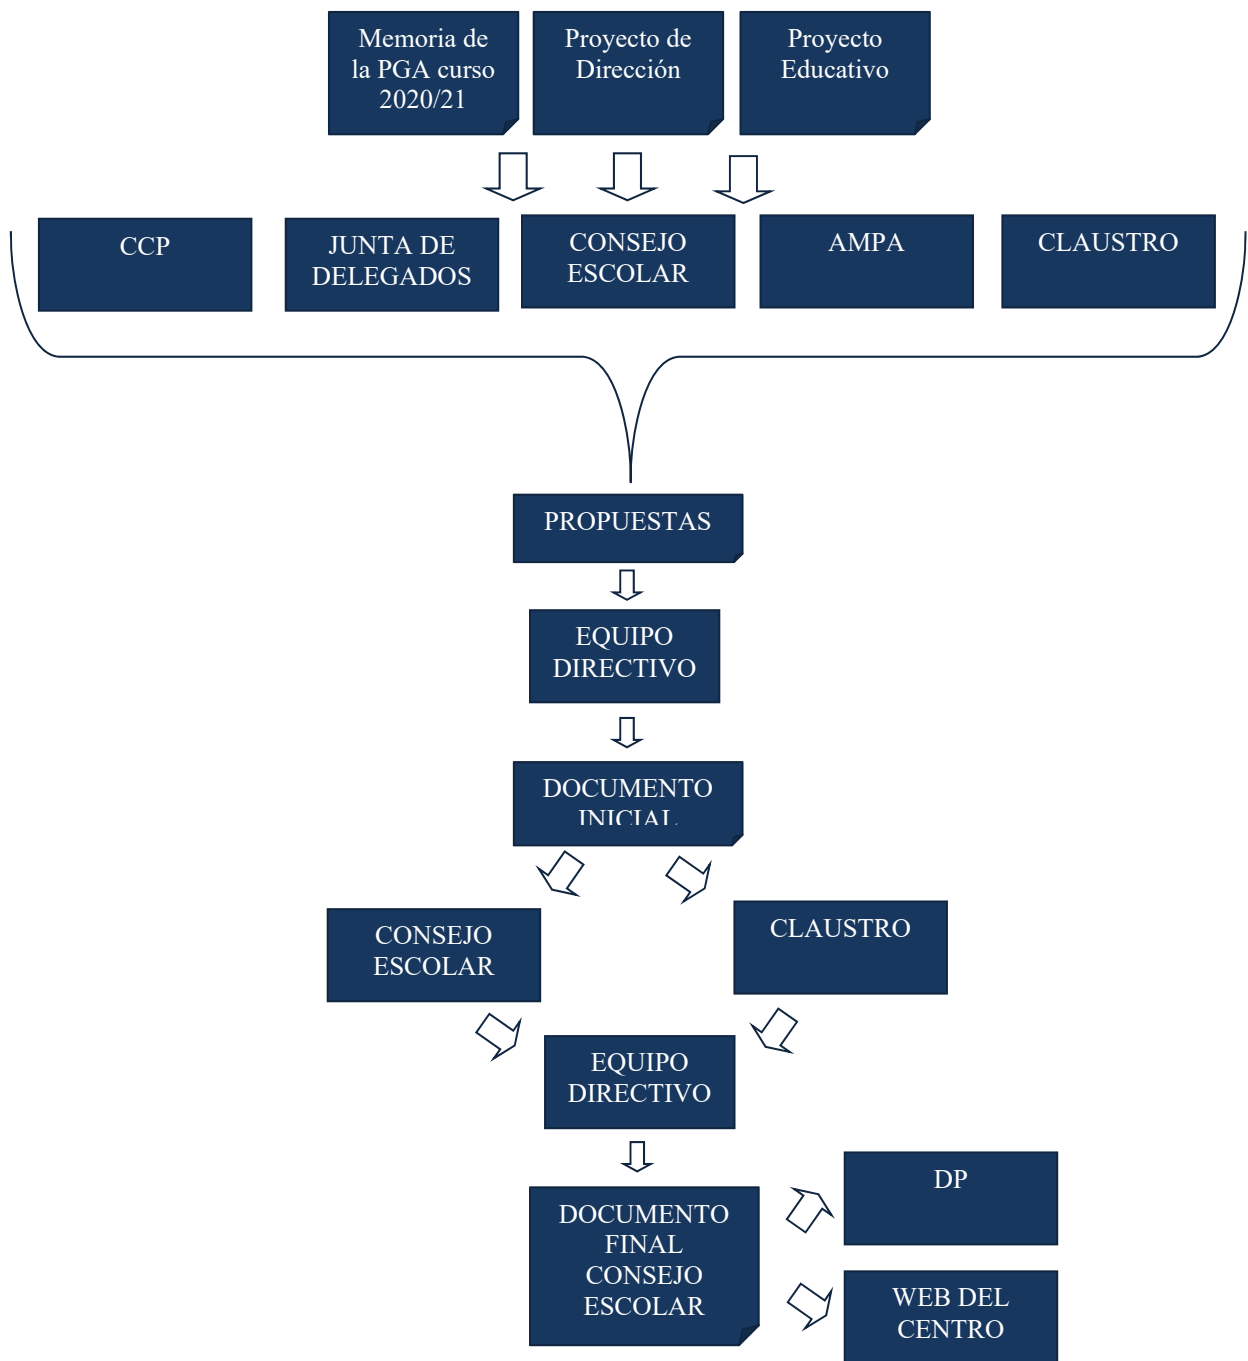 Memoria de
la PGA curso
2020/21
Proyecto de
Dirección
Proyecto
Educativo
CCP
JUNTA DE
DELEGADOS
CONSEJO
ESCOLAR
AMPA
CLAUSTRO
PROPUESTAS
EQUIPO
DIRECTIVO
DOCUMENTO
INICIAL
CONSEJO
ESCOLAR
CLAUSTRO
EQUIPO
DIRECTIVO
DOCUMENTO
FINAL
CONSEJO
ESCOLAR
DP
WEB DEL
CENTRO